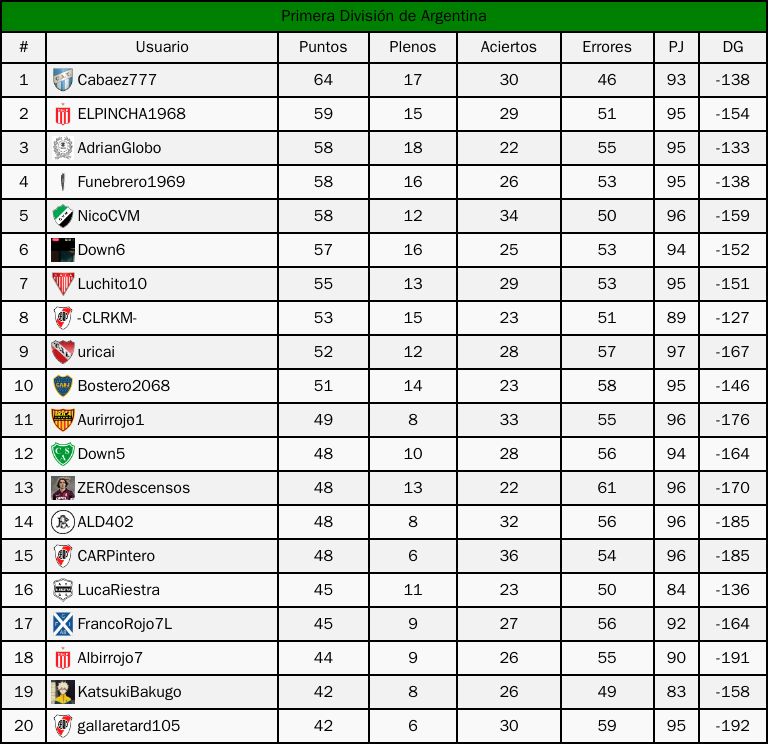 Primera División de Argentina
# Usuario Puntos Plenos Aciertos Errores PJ DG
1 Cabaez777 64 17 30 46 93 -138
2 ELPINCHA1968 59 15 29 51 95 -154
3 AdrianGlobo 58 18 22 55 95 -133
4 Funebrero1969 58 16 26 53 95 -138
5 NicoCVM 58 12 34 50 96 -159
6 Down6 57 16 25 53 94 -152
7 Luchito10 55 13 29 53 95 -151
8 -CLRKM- 53 15 23 51 89 -127
9 uricai 52 12 28 57 97 -167
10 Bostero2068 51 14 23 58 95 -146
11 Aurirrojo1 49 8 33 55 96 -176
12 Down5 48 10 28 56 94 -164
13 ZER0descensos 48 13 22 61 96 -170
14 ALD402 48 8 32 56 96 -185
15 CARPintero 48 6 36 54 96 -185
16 LucaRiestra 45 11 23 50 84 -136
17 FrancoRojo7L 45 9 27 56 92 -164
18 Albirrojo7 44 9 26 55 90 -191
19 KatsukiBakugo 42 8 26 49 83 -158
20 gallaretard105 42 6 30 59 95 -192